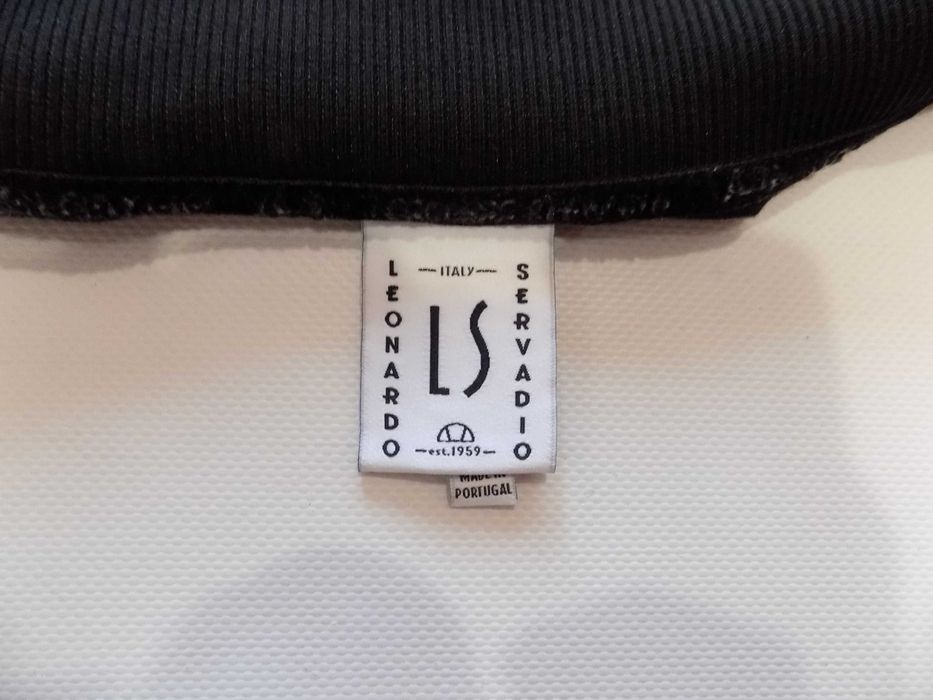 LEONARDO
ITALY
LS
est.1959
SERVADIO
MADE IN
PORTUGAL